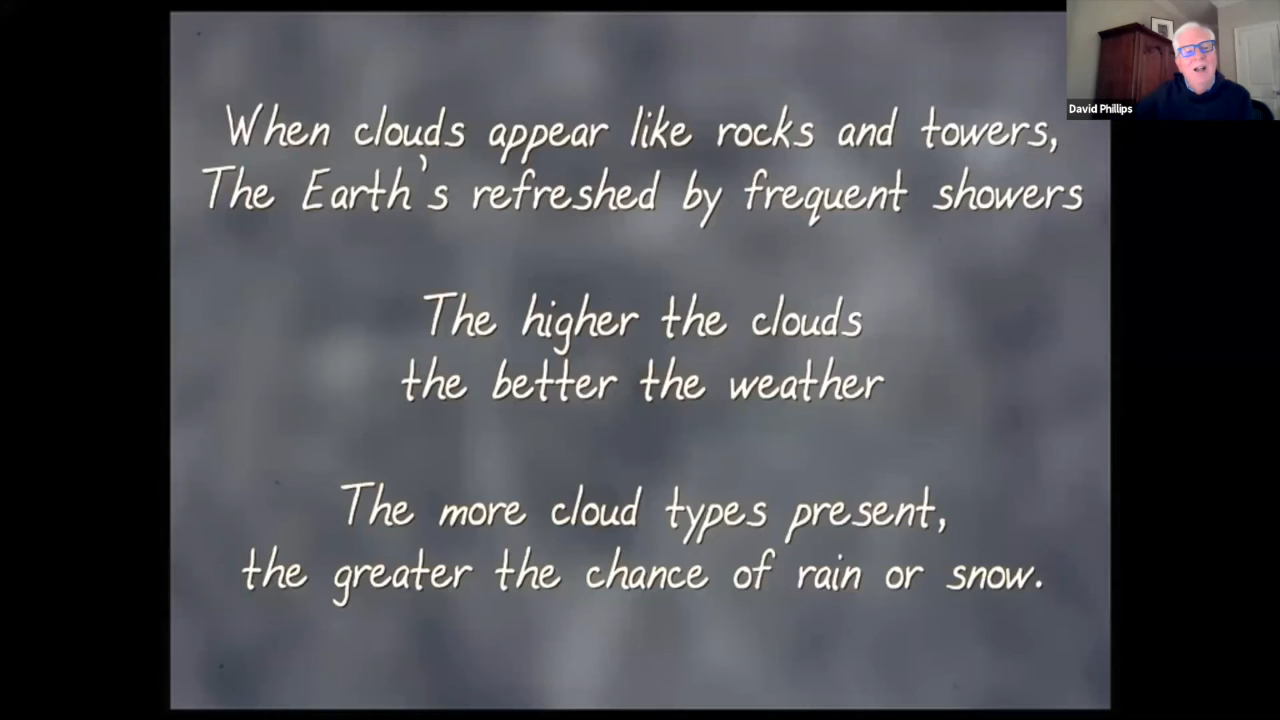 When clouds appear like rocks and towers,
The Earth's refreshed by frequent showers
The higher the clouds
the better the weather
The more cloud types present,
the greater the chance of rain or snow.
David Phillips